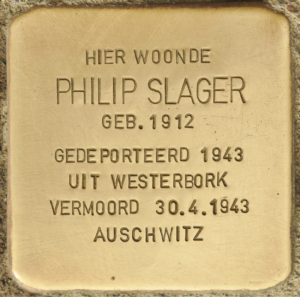 HIER WOONDE
PHILIP SLAGER
GEB. 1912
GEDEPORTEERD 1943
UIT WESTERBORK
VERMOORD 30.4.1943
AUSCHWITZ